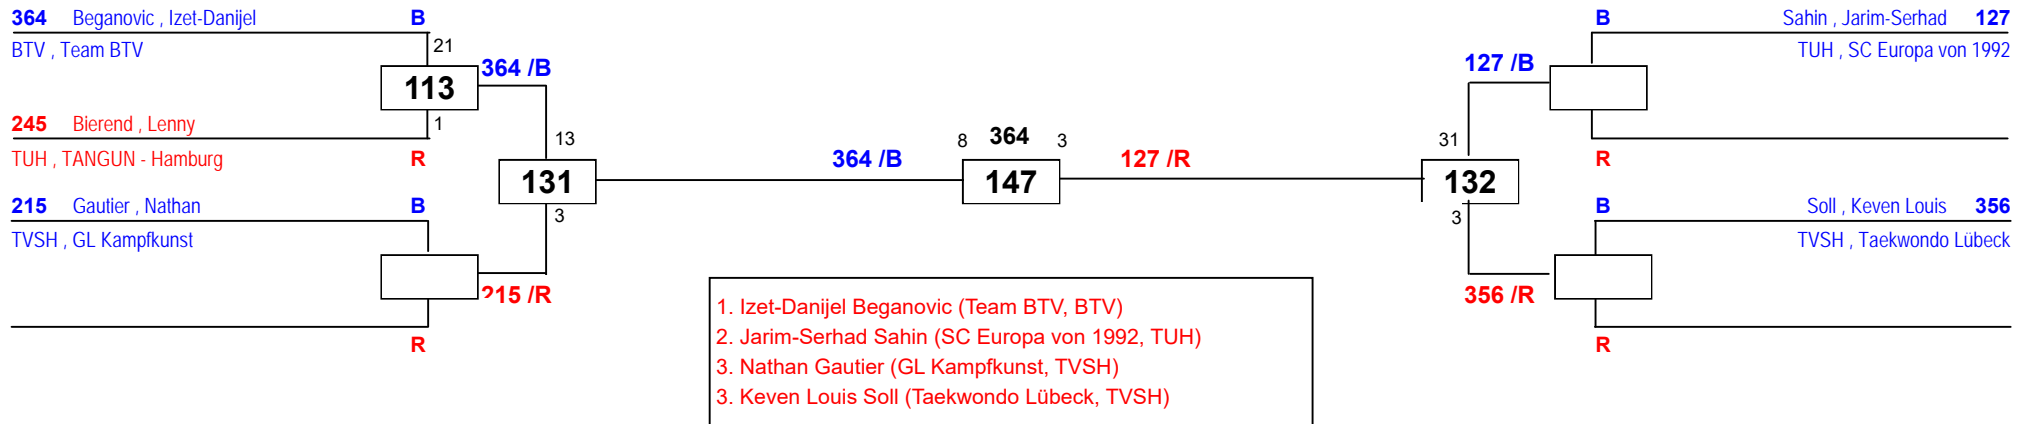 364 Beganovic , Izet-Danijel B
BTV , Team BTV
21
113
364 /B
245 Bierend , Lenny
1
TUH , TANGUN - Hamburg R
13
131
3
215 Gautier , Nathan B
TVSH , GL Kampfkunst
215 /R
R
364 /B
8 364 3
147
127 /R
B Sahin , Jarim-Serhad 127
TUH , SC Europa von 1992
127 /B
R
31
132
3
B Soll , Keven Louis 356
TVSH , Taekwondo Lübeck
356 /R
R
1. Izet-Danijel Beganovic (Team BTV, BTV)
2. Jarim-Serhad Sahin (SC Europa von 1992, TUH)
3. Nathan Gautier (GL Kampfkunst, TVSH)
3. Keven Louis Soll (Taekwondo Lübeck, TVSH)